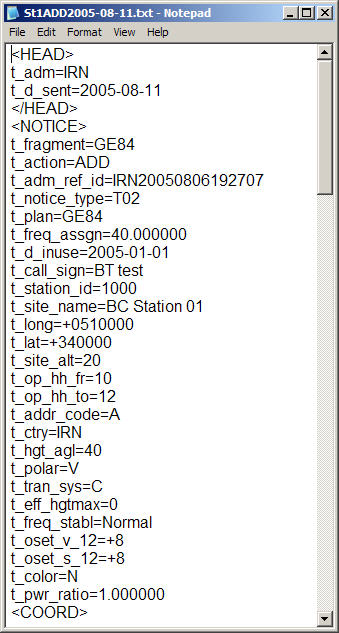 St1ADD2005-08-11.txt - Notepad
File Edit Format View Help
<HEAD>
t_adm=IRN
t_d_sent=2005-08-11
</HEAD>
<NOTICE>
t_fragment=GE84
t_action=ADD
t_adm_ref_id=IRN20050806192707
t_notice_type=T02
t_plan=GE84
t_freq_assgn=40.000000
t_d_inuse=2005-01-01
t_call_sign=BT test
t_station_id=1000
t_site_name=BC Station 01
t_long=+0510000
t_lat=+340000
t_site_alt=20
t_op_hh_fr=10
t_op_hh_to=12
t_addr_code=A
t_ctry=IRN
t_hgt_agl=40
t_polar=V
t_tran_sys=C
t_eff_hgtmax=0
t_freq_stabl=Normal
t_oset_v_12=+8
t_oset_s_12=+8
t_color=N
t_pwr_ratio=1.000000
<COORD>